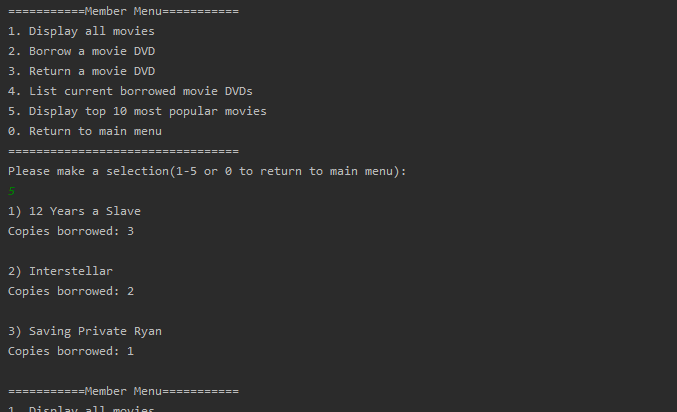 ===========Member Menu===========
1. Display all movies
2. Borrow a movie DVD
3. Return a movie DVD
4. List current borrowed movie DVDs
5. Display top 10 most popular movies
0. Return to main menu
=================================
Please make a selection(1-5 or 0 to return to main menu):
5
1) 12 Years a Slave
Copies borrowed: 3
2) Interstellar
Copies borrowed: 2
3) Saving Private Ryan
Copies borrowed: 1
===========Member Menu===========
1. Display all movies